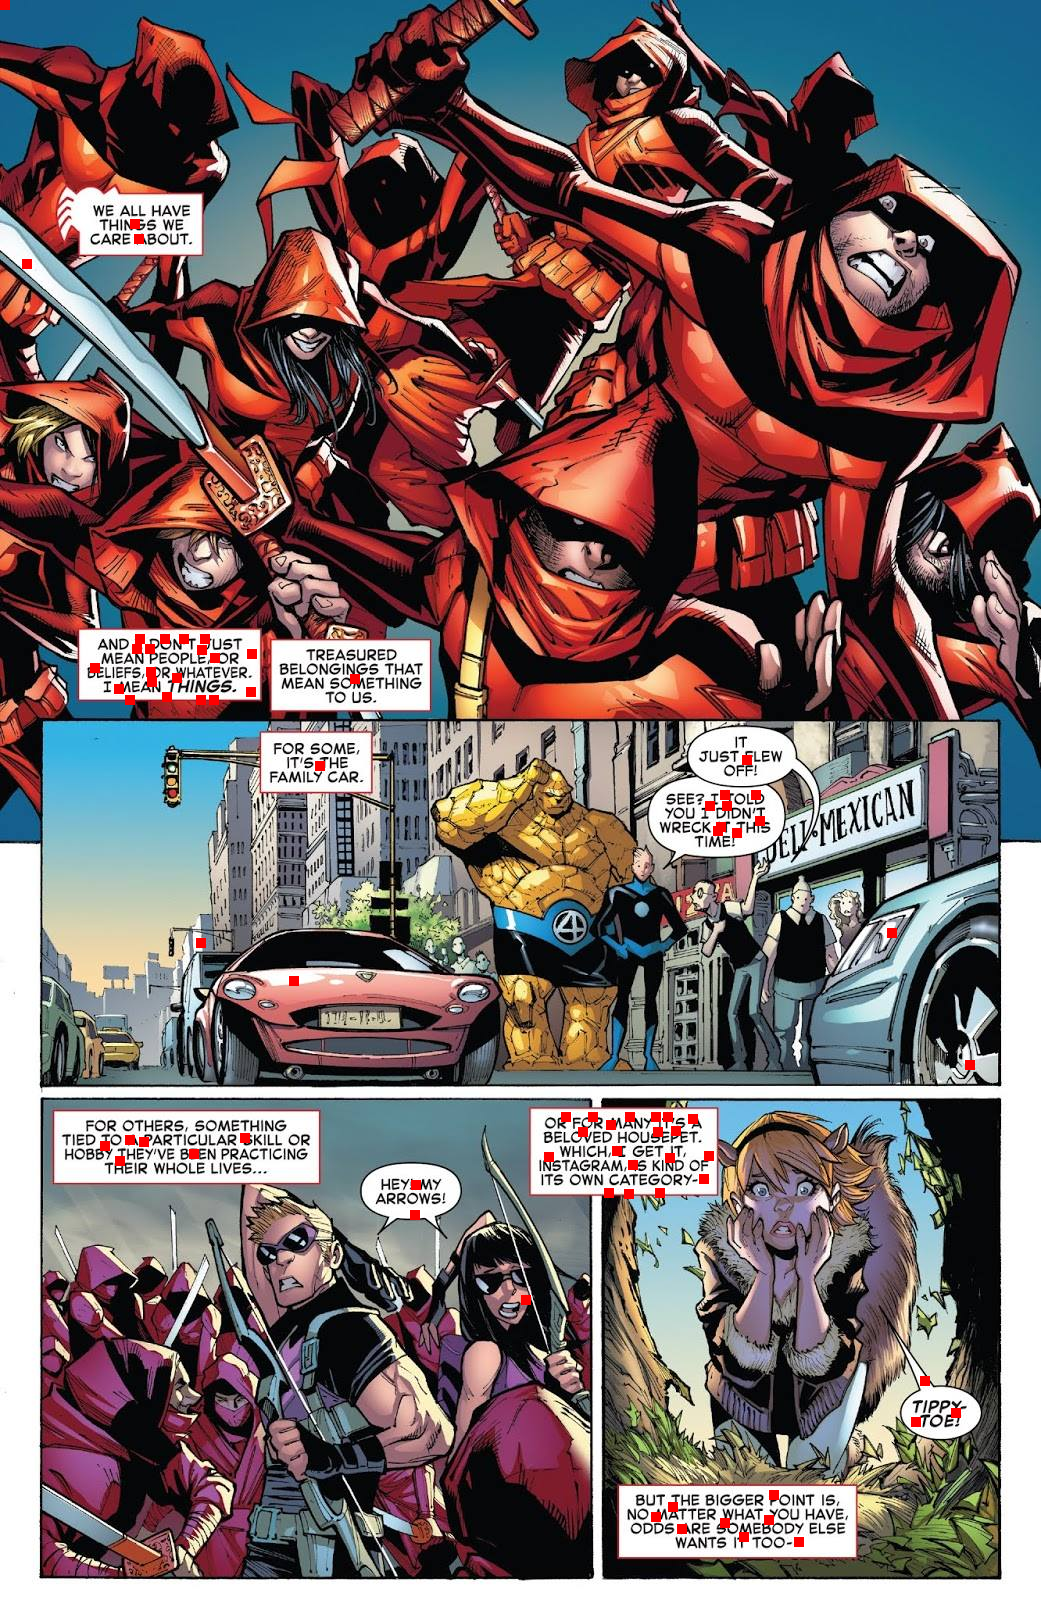 WE ALL HAVE
THINGS WE
CARE ABOUT.
AND I DON'T JUST
MEAN PEOPLE, OR
BELIEFS, OR WHATEVER.
I MEAN THINGS.
TREASURED
BELONGINGS THAT
MEAN SOMETHING
TO US.
FOR SOME,
IT'S THE
FAMILY CAR.
IT
JUST FLEW
OFF!
SEE? I TOLD
YOU I DIDN'T
WRECK IT THIS
TIME!
DELI•MEXICAN
4
FOR OTHERS, SOMETHING
TIED TO A PARTICULAR SKILL OR
HOBBY THEY'VE BEEN PRACTICING
THEIR WHOLE LIVES...
HEY! MY
ARROWS!
OR FOR MANY IT'S A
BELOVED HOUSEPET.
WHICH, I GET IT,
INSTAGRAM, IS KIND OF
ITS OWN CATEGORY-
TIPPY-
TOE!
BUT THE BIGGER POINT IS,
NO MATTER WHAT YOU HAVE,
ODDS ARE SOMEBODY ELSE
WANTS IT TOO-